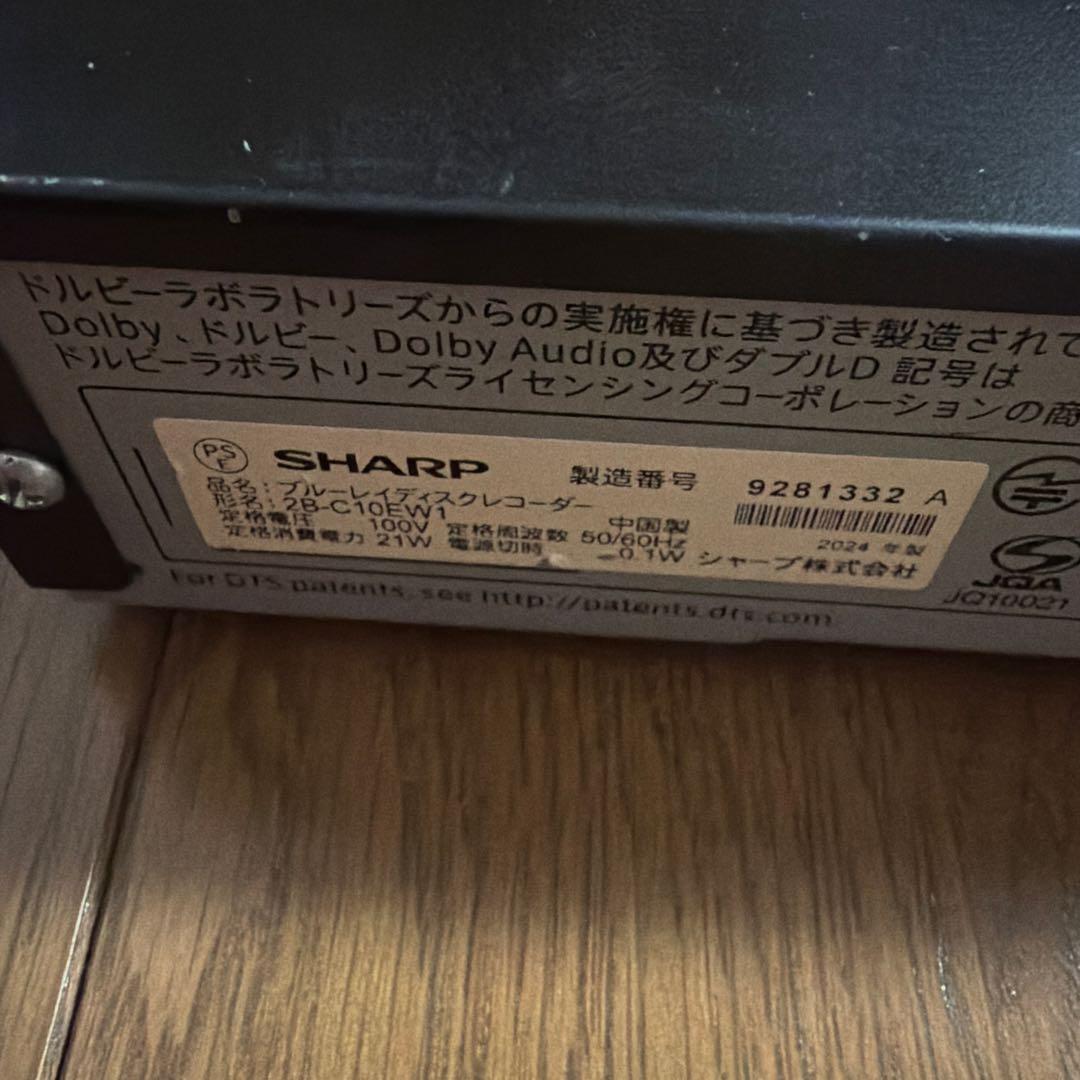 ドルビーラボラトリーズからの実施権に基づき製造されて
Dolby、ドルビー、Dolby Audio及びダブルD 記号は
ドルビーラボラトリーズライセンシングコーポレーションの商
PS
E
SHARP 製造番号 9281332 A
品名:ブルーレイディスクレコーダー
形名:2B-C10EW1 中国製
定格電圧 100V 定格周波数 50/60Hz 2024 年製
定格消費電力 21W 電源切時 0.1W シャープ株式会社
JQA
JQ10021
For DTS patents, see http://patents.dts.com